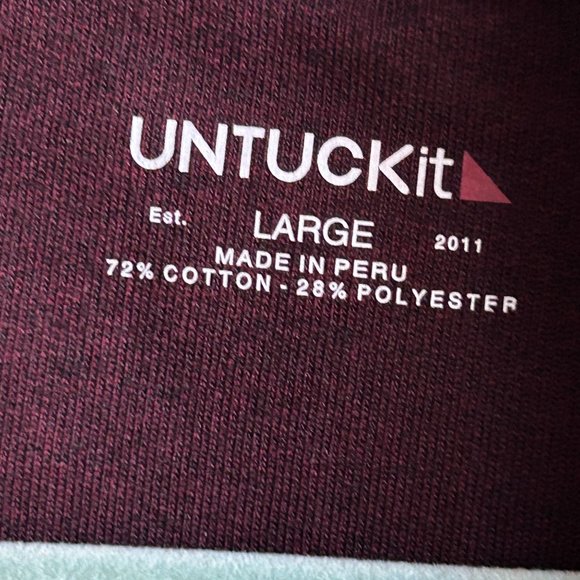 UNTUCKit
Est. LARGE 2011
MADE IN PERU
72% COTTON - 28% POLYESTER